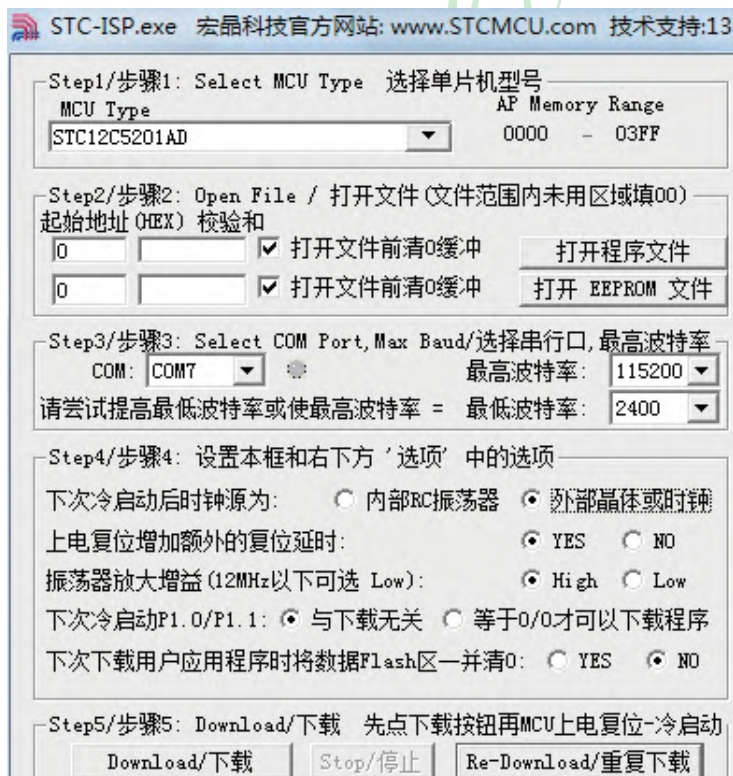 STC-ISP.exe 宏晶科技官方网站: www.STCMCU.com 技术支持:13
Step1/步骤1: Select MCU Type 选择单片机型号
MCU Type AP Memory Range
STC12C5201AD 0000 - 03FF
Step2/步骤2: Open File / 打开文件(文件范围内未用区域填00)
起始地址(HEX) 校验和
0 打开文件前清0缓冲 打开程序文件
0 打开文件前清0缓冲 打开 EEPROM 文件
Step3/步骤3: Select COM Port,Max Baud/选择串行口,最高波特率
COM: COM7 最高波特率: 115200
请尝试提高最低波特率或使最高波特率 = 最低波特率: 2400
Step4/步骤4: 设置本框和右下方 '选项' 中的选项
下次冷启动后时钟源为: 内部RC振荡器 外部晶体或时钟
上电复位增加额外的复位延时: YES NO
振荡器放大增益(12MHz以下可选 Low): High Low
下次冷启动P1.0/P1.1: 与下载无关 等于0/0才可以下载程序
下次下载用户应用程序时将数据Flash区一并清0: YES NO
Step5/步骤5: Download/下载 先点下载按钮再MCU上电复位-冷启动
Download/下载 Stop/停止 Re-Download/重复下载